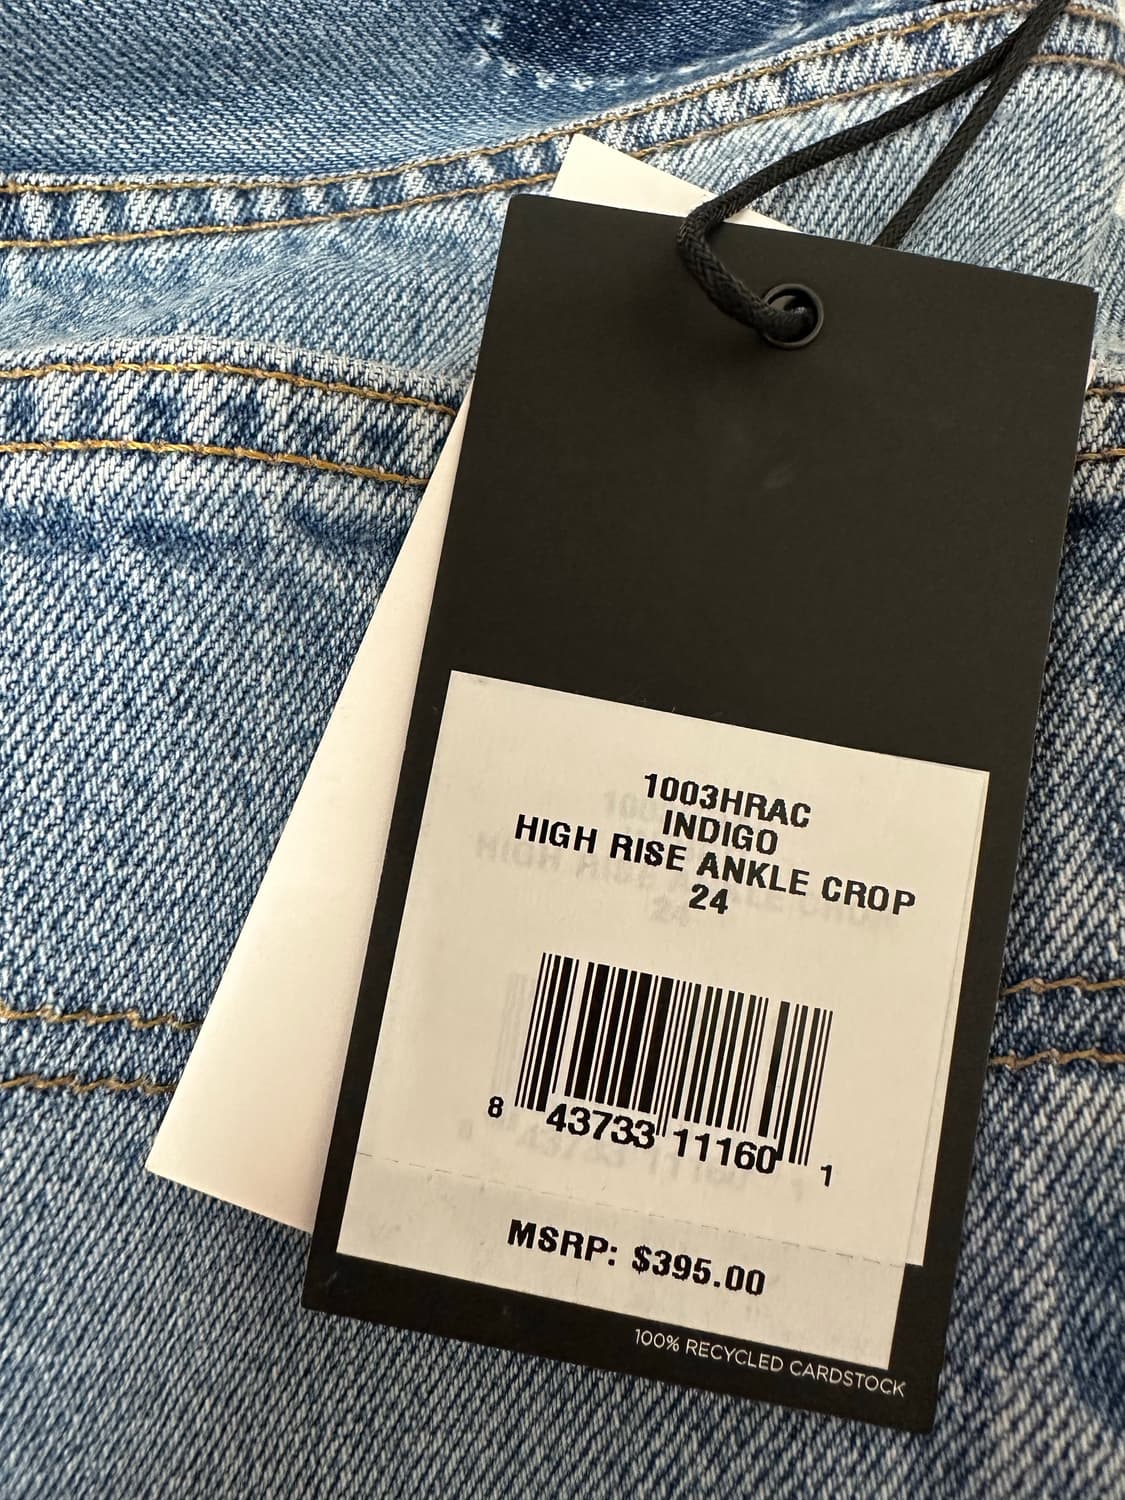 1003HRAC
INDIGO
HIGH RISE ANKLE CROP
24
8 43733 11160 1
MSRP: $395.00
100% RECYCLED CARDSTOCK